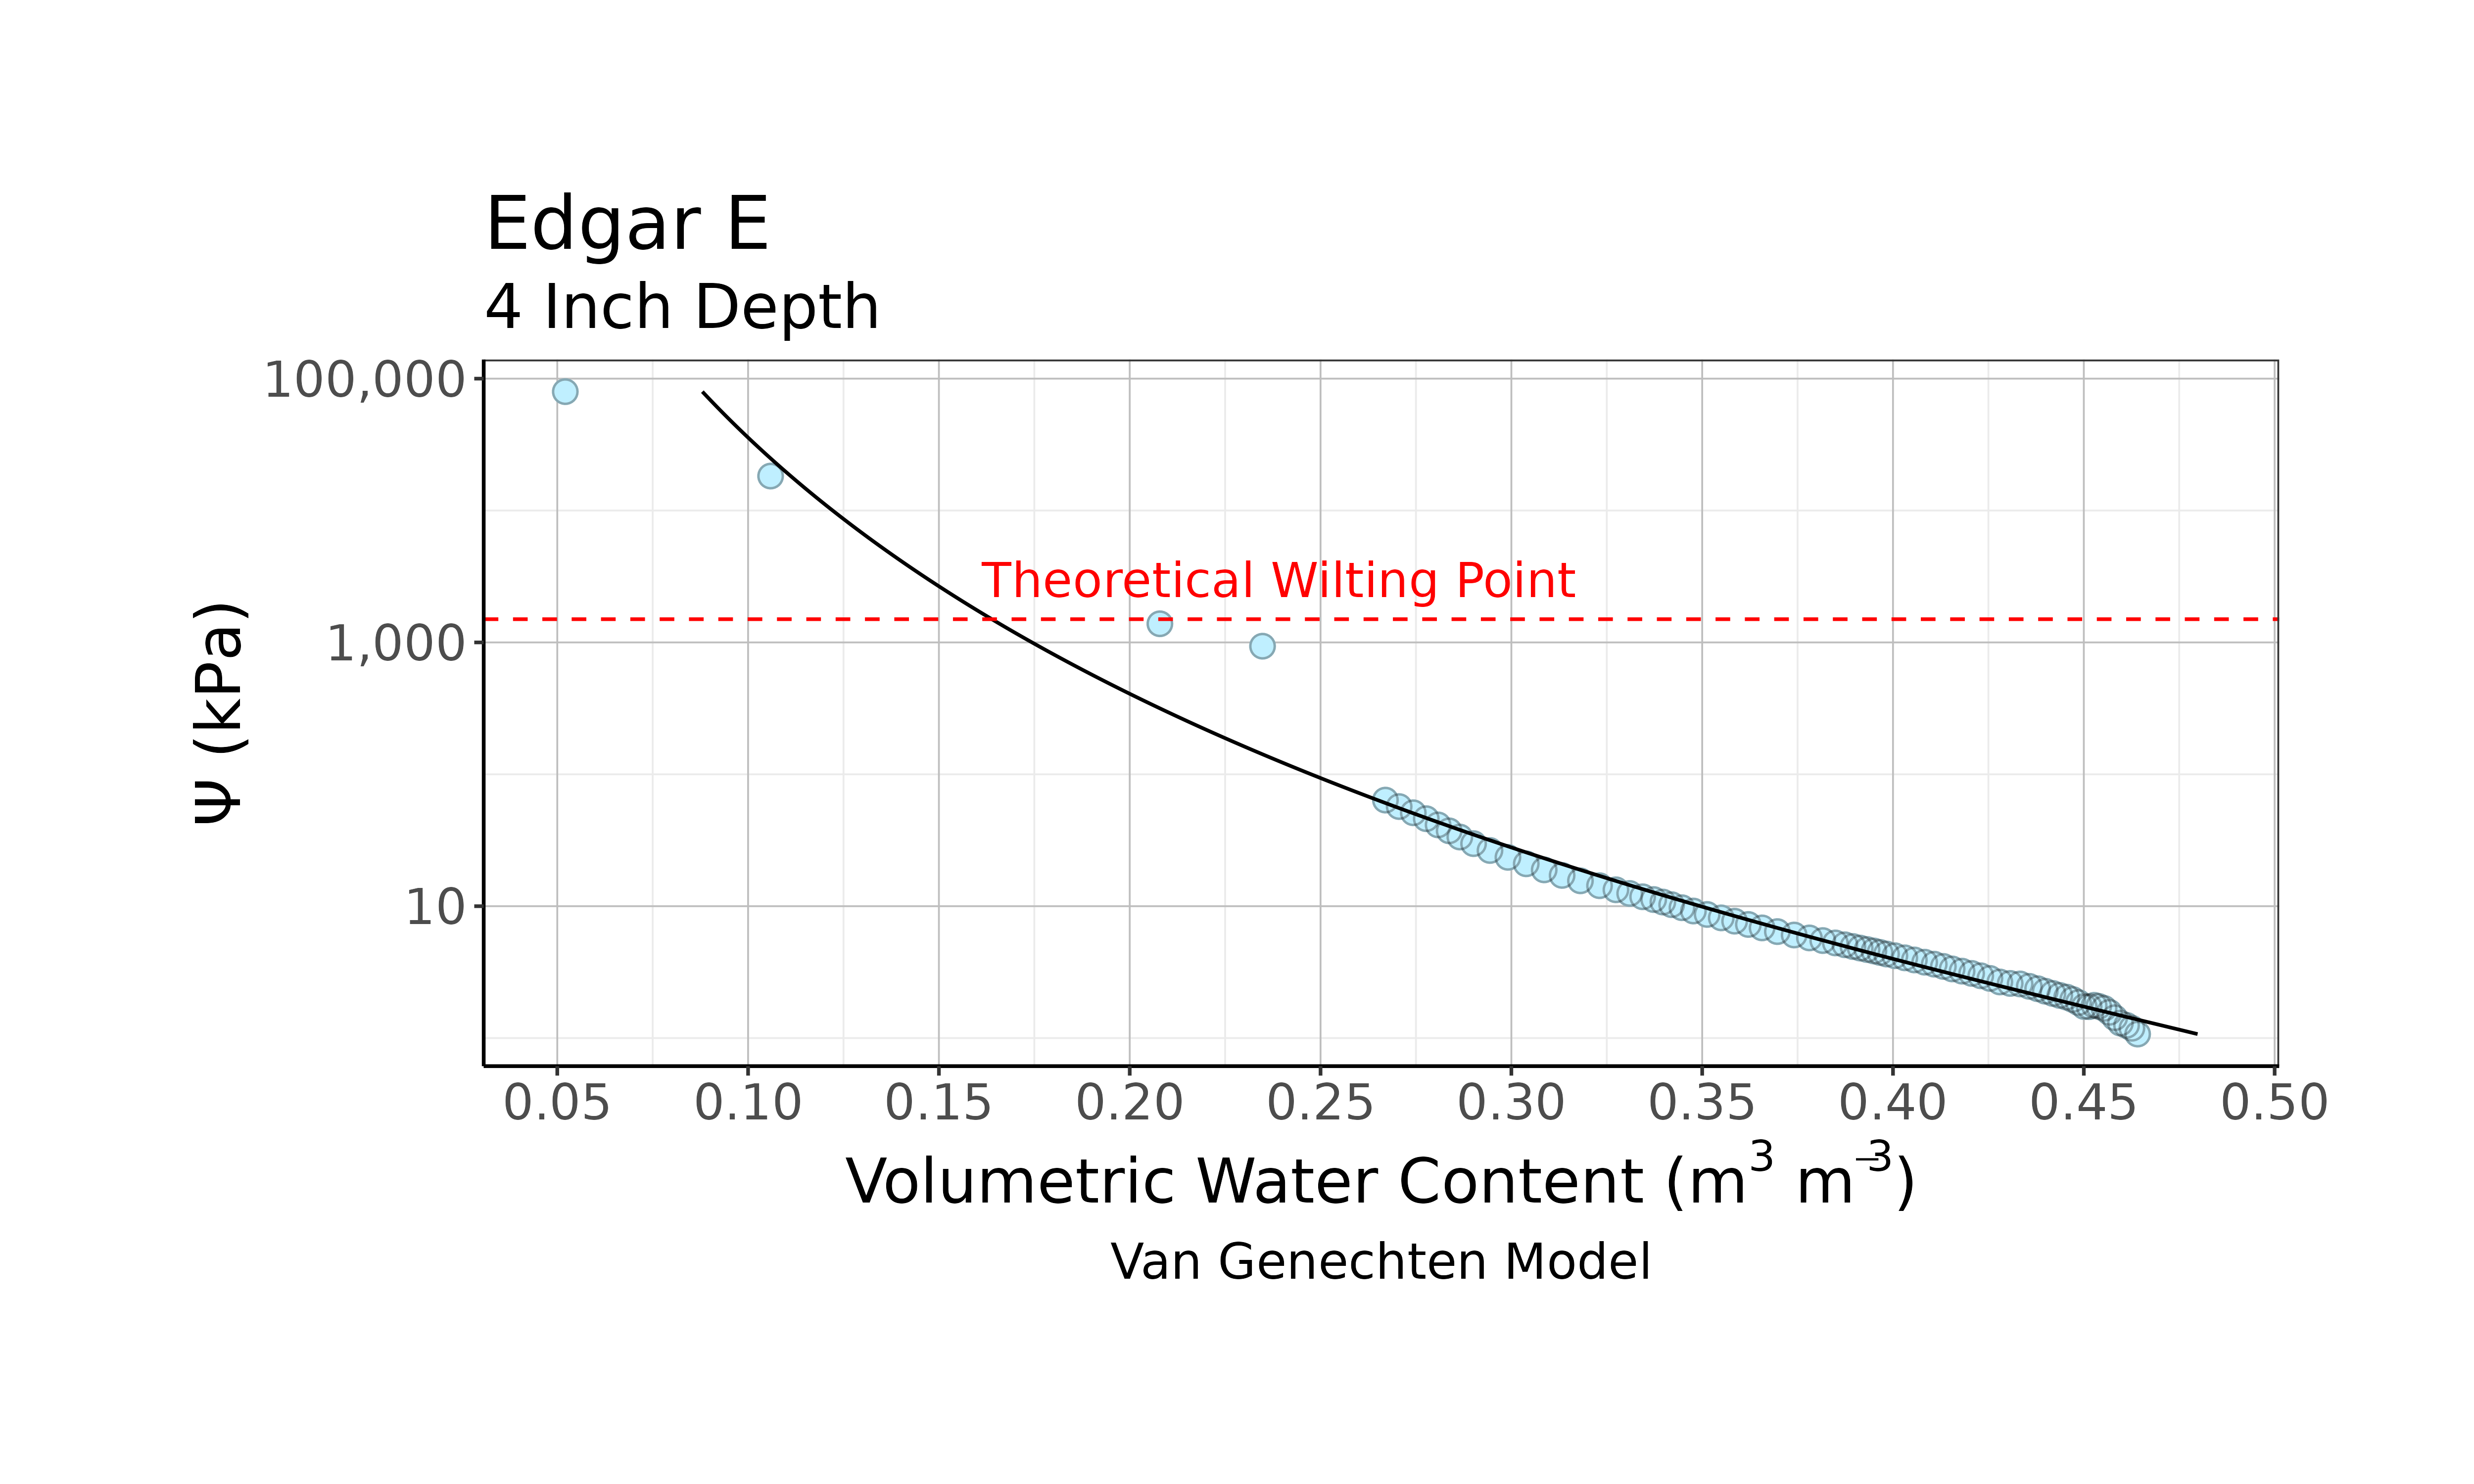 Edgar E
4 Inch Depth
100,000
1,000
10
Ψ (kPa)
Theoretical Wilting Point
0.05 0.10 0.15 0.20 0.25 0.30 0.35 0.40 0.45 0.50
Volumetric Water Content (m³ m⁻³)
Van Genechten Model